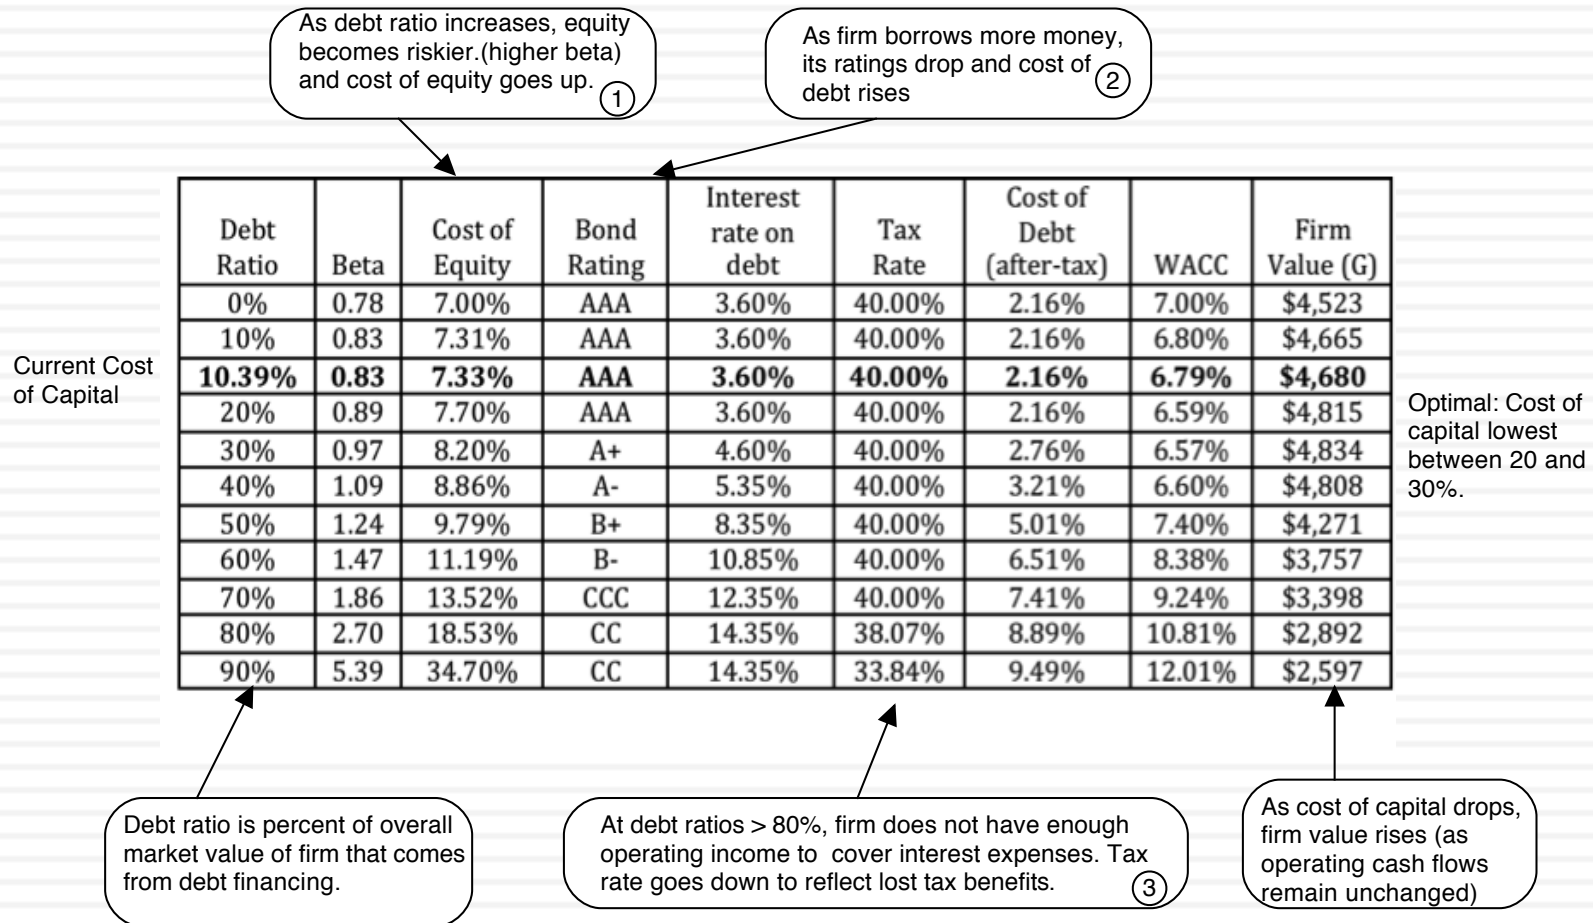 As debt ratio increases, equity
becomes riskier.(higher beta)
and cost of equity goes up.
1
As firm borrows more money,
its ratings drop and cost of
debt rises
2
Debt Ratio Beta Cost of Equity Bond Rating Interest rate on debt Tax Rate Cost of Debt (after-tax) WACC Firm Value (G)
0% 0.78 7.00% AAA 3.60% 40.00% 2.16% 7.00% $4,523
10% 0.83 7.31% AAA 3.60% 40.00% 2.16% 6.80% $4,665
Current Cost
of Capital
10.39% 0.83 7.33% AAA 3.60% 40.00% 2.16% 6.79% $4,680
20% 0.89 7.70% AAA 3.60% 40.00% 2.16% 6.59% $4,815
30% 0.97 8.20% A+ 4.60% 40.00% 2.76% 6.57% $4,834
40% 1.09 8.86% A- 5.35% 40.00% 3.21% 6.60% $4,808
50% 1.24 9.79% B+ 8.35% 40.00% 5.01% 7.40% $4,271
60% 1.47 11.19% B- 10.85% 40.00% 6.51% 8.38% $3,757
70% 1.86 13.52% CCC 12.35% 40.00% 7.41% 9.24% $3,398
80% 2.70 18.53% CC 14.35% 38.07% 8.89% 10.81% $2,892
90% 5.39 34.70% CC 14.35% 33.84% 9.49% 12.01% $2,597
Optimal: Cost of
capital lowest
between 20 and
30%.
Debt ratio is percent of overall
market value of firm that comes
from debt financing.
At debt ratios > 80%, firm does not have enough
operating income to cover interest expenses. Tax
rate goes down to reflect lost tax benefits.
3
As cost of capital drops,
firm value rises (as
operating cash flows
remain unchanged)